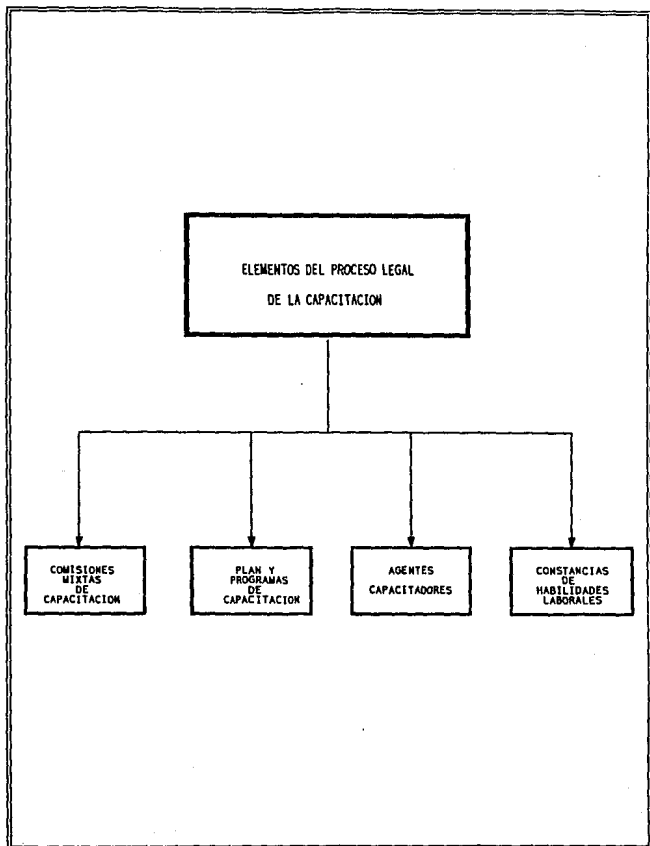 ELEMENTOS DEL PROCESO LEGAL
DE LA CAPACITACION
COMISIONES
MIXTAS
DE
CAPACITACION
PLAN Y
PROGRAMAS
DE
CAPACITACION
AGENTES
CAPACITADORES
CONSTANCIAS
DE
HABILIDADES
LABORALES